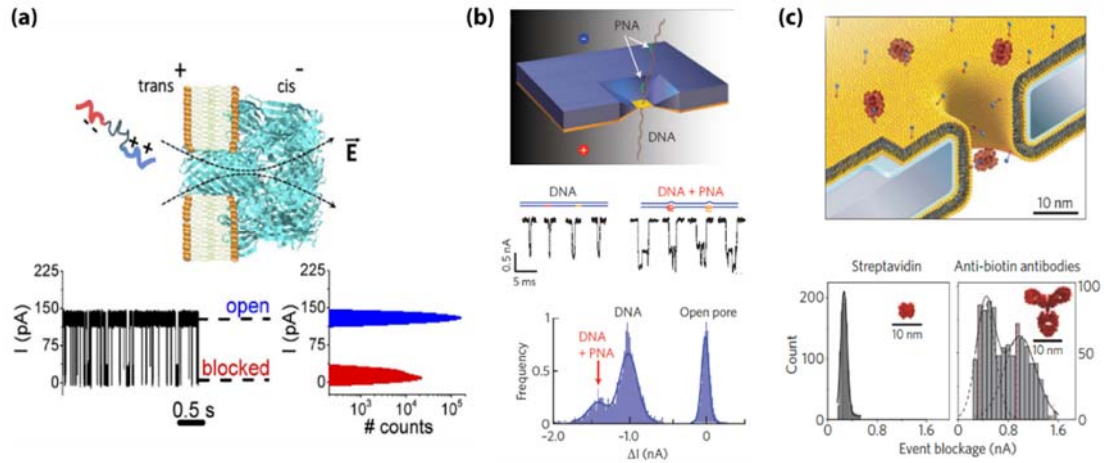 (a)
+
-
trans
cis
- -
+ +
E
225
150
75
0
I (pA)
open
blocked
0.5 s
225
150
75
0
I (pA)
10³ 10⁴ 10⁵
# counts
(b)
-
PNA
DNA
+
DNA
DNA + PNA
0.5 nA
5 ms
1
0.5
0
Frequency
DNA
+ PNA
DNA
Open pore
-2.0 -1.0 0
ΔI (nA)
(c)
10 nm
Streptavidin
Anti-biotin antibodies
200
100
0
Count
10 nm
10 nm
100
50
0
0 0.8 1.6
0 0.8 1.6
Event blockage (nA)